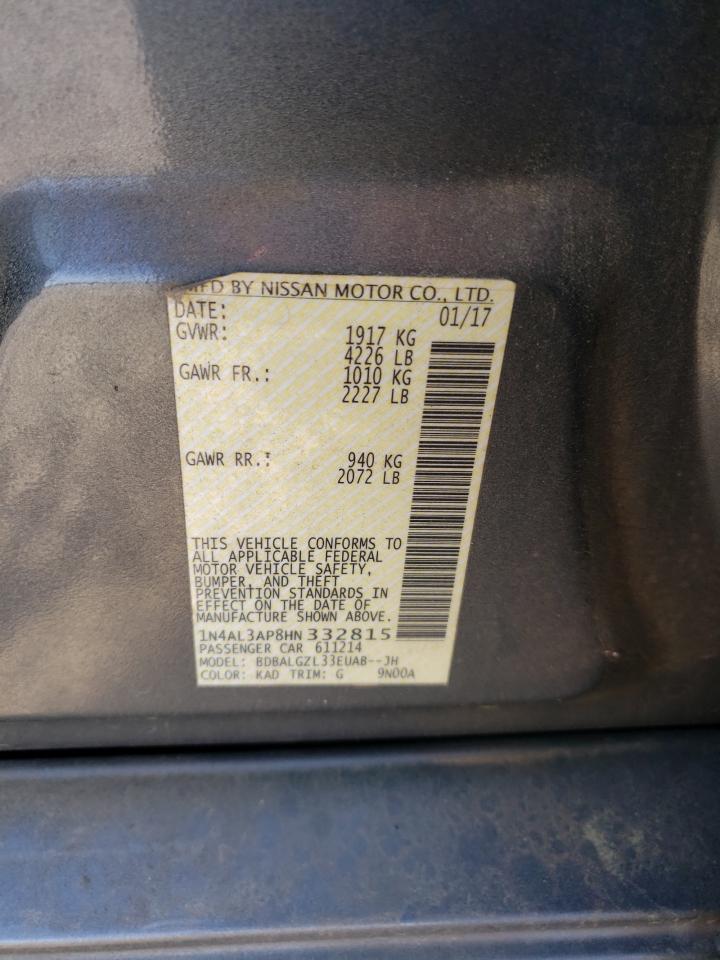 MFD BY NISSAN MOTOR CO., LTD.
DATE: 01/17
GVWR: 1917 KG
4226 LB
GAWR FR.: 1010 KG
2227 LB
GAWR RR.: 940 KG
2072 LB
THIS VEHICLE CONFORMS TO
ALL APPLICABLE FEDERAL
MOTOR VEHICLE SAFETY,
BUMPER, AND THEFT
PREVENTION STANDARDS IN
EFFECT ON THE DATE OF
MANUFACTURE SHOWN ABOVE.
1N4AL3AP8HN332815
PASSENGER CAR 611214
MODEL: BDBALGZL33EUAB--JH
COLOR: KAD TRIM: G 9N00A